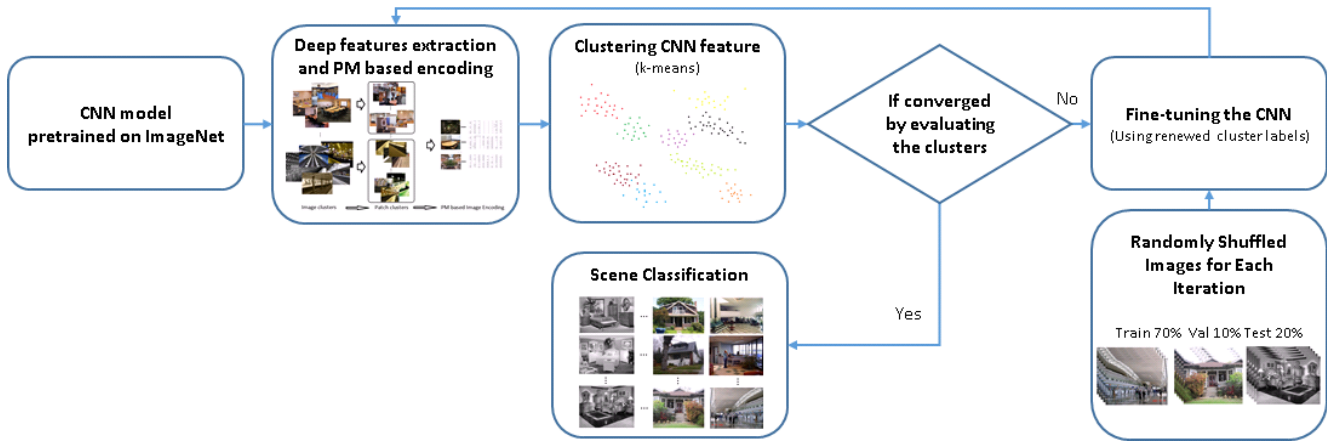 CNN model
pretrained on ImageNet
Deep features extraction
and PM based encoding
Image clusters
Patch clusters
PM based Image Encoding
Clustering CNN feature
(k-means)
If converged
by evaluating
the clusters
No
Yes
Fine-tuning the CNN
(Using renewed cluster labels)
Randomly Shuffled
Images for Each
Iteration
Train 70% Val 10% Test 20%
Scene Classification
...
...
...